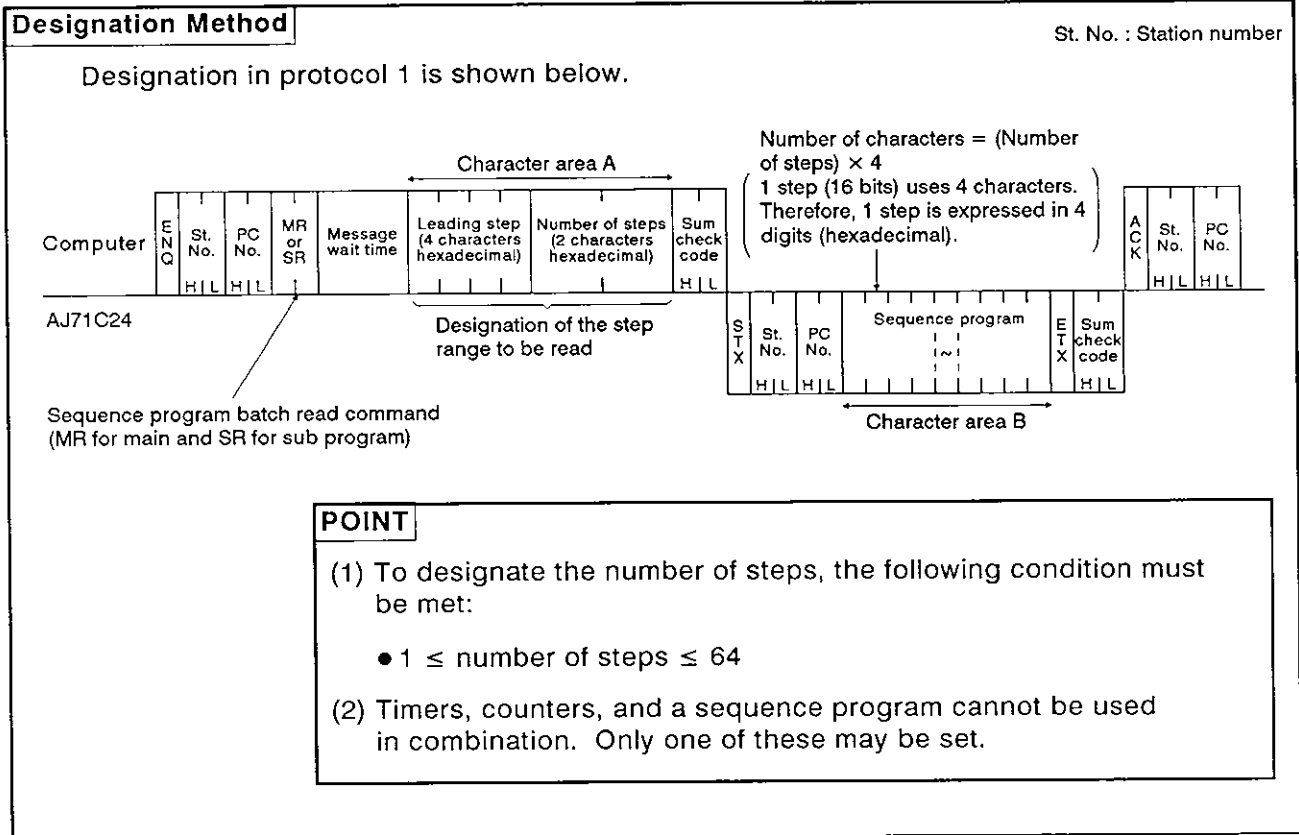 Designation Method
St. No. : Station number
Designation in protocol 1 is shown below.
Number of characters = (Number
of steps) × 4
1 step (16 bits) uses 4 characters.
Therefore, 1 step is expressed in 4
digits (hexadecimal).
Character area A
Computer
ENQ
St.
No.
H L
PC
No.
H L
MR
or
SR
Message
wait time
Leading step
(4 characters
hexadecimal)
Number of steps
(2 characters
hexadecimal)
Sum
check
code
H L
ACK
St.
No.
H L
PC
No.
H L
AJ71C24
Designation of the step
range to be read
STX
St.
No.
H L
PC
No.
H L
Sequence program
~
ETX
Sum
check
code
H L
Character area B
Sequence program batch read command
(MR for main and SR for sub program)
POINT
(1) To designate the number of steps, the following condition must
be met:
● 1 ≤ number of steps ≤ 64
(2) Timers, counters, and a sequence program cannot be used
in combination. Only one of these may be set.